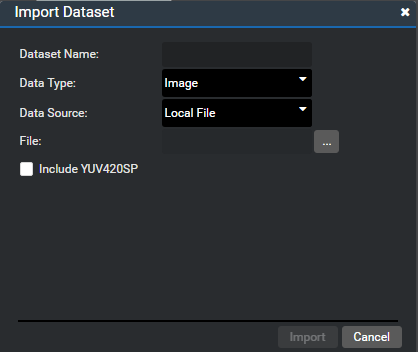 Import Dataset
Dataset Name:
Data Type: Image
Data Source: Local File
File: ...
Include YUV420SP
Import Cancel